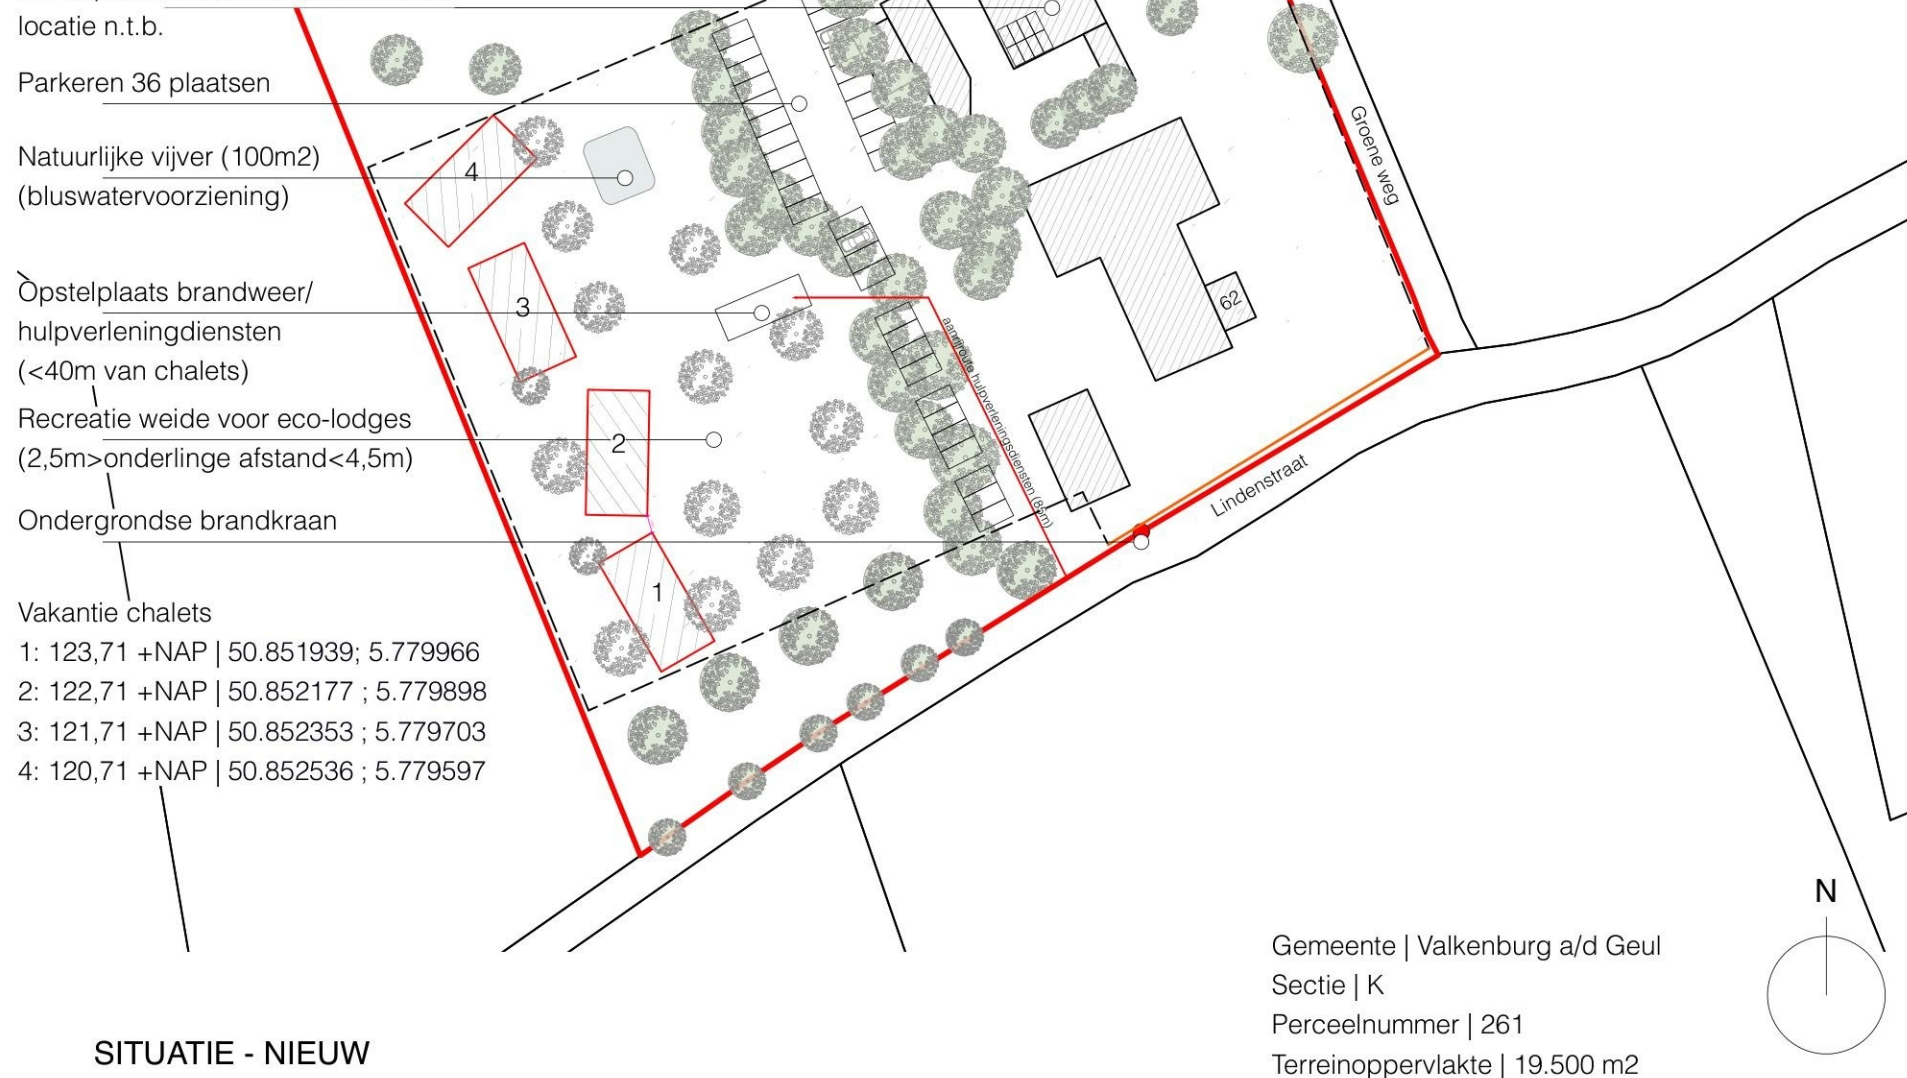 locatie n.t.b.
Parkeren 36 plaatsen
Natuurlijke vijver (100m2)
(bluswatervoorziening)
Opstelplaats brandweer/
hulpverleningdiensten
(<40m van chalets)
Recreatie weide voor eco-lodges
(2,5m>onderlinge afstand<4,5m)
Ondergrondse brandkraan
Vakantie chalets
1: 123,71 +NAP | 50.851939; 5.779966
2: 122,71 +NAP | 50.852177 ; 5.779898
3: 121,71 +NAP | 50.852353 ; 5.779703
4: 120,71 +NAP | 50.852536 ; 5.779597
4
3
2
1
62
aanrijroute hulpverleningsdiensten (85m)
Groene weg
Lindenstraat
N
Gemeente | Valkenburg a/d Geul
Sectie | K
Perceelnummer | 261
Terreinoppervlakte | 19.500 m2
SITUATIE - NIEUW